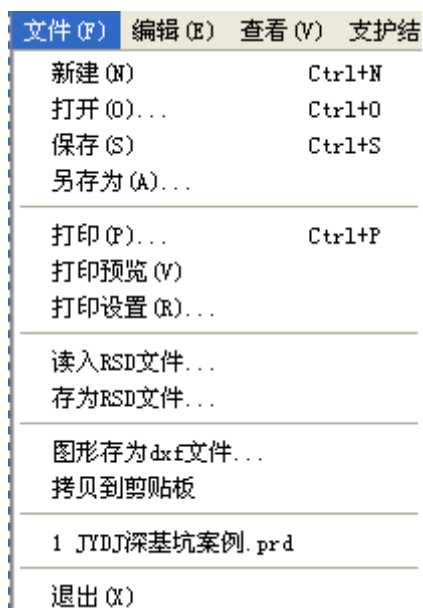 文件(F) 编辑(E) 查看(V) 支护结
新建(N) Ctrl+N
打开(O)... Ctrl+O
保存(S) Ctrl+S
另存为(A)...
打印(P)... Ctrl+P
打印预览(V)
打印设置(R)...
读入RSD文件...
存为RSD文件...
图形存为dxf文件...
拷贝到剪贴板
1 JYDJ深基坑案例.prd
退出(X)